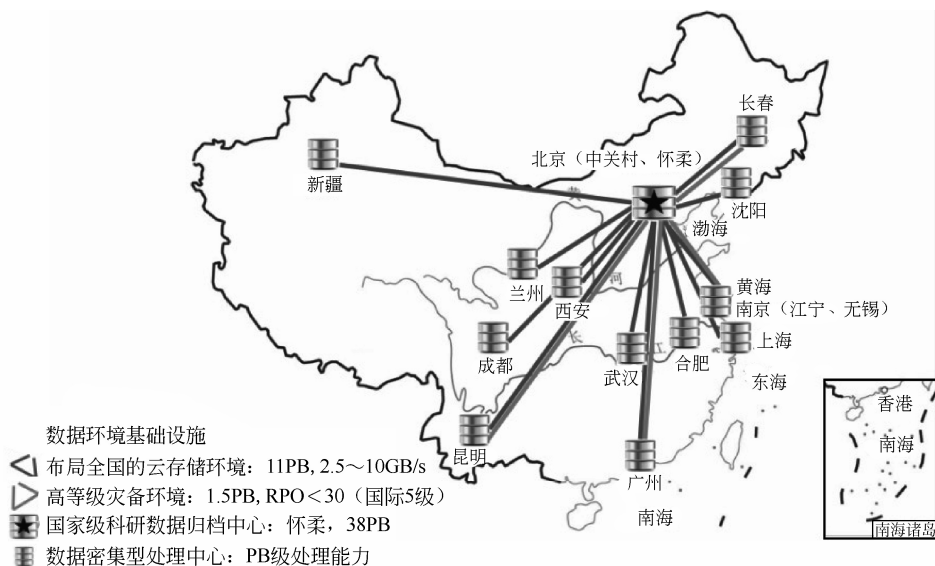 长春
北京（中关村、怀柔）
新疆
沈阳
黄
渤海
兰州
西安
河
黄海
南京（江宁、无锡）
成都
长
武汉
江
合肥
上海
东海
昆明
广州
南海
香港
南海
南海诸岛
数据环境基础设施
布局全国的云存储环境：11PB, 2.5～10GB/s
高等级灾备环境：1.5PB, RPO＜30（国际5级）
国家级科研数据归档中心：怀柔，38PB
数据密集型处理中心：PB级处理能力